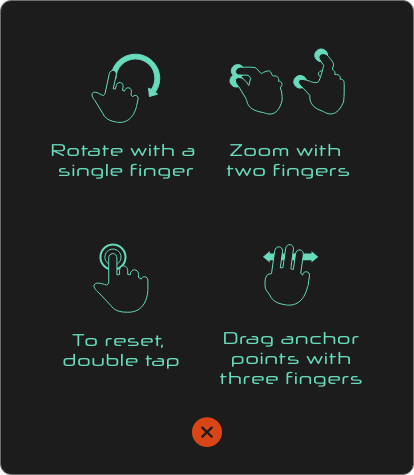 Rotate with a
single finger
Zoom with
two fingers
To reset,
double tap
Drag anchor
points with
three fingers